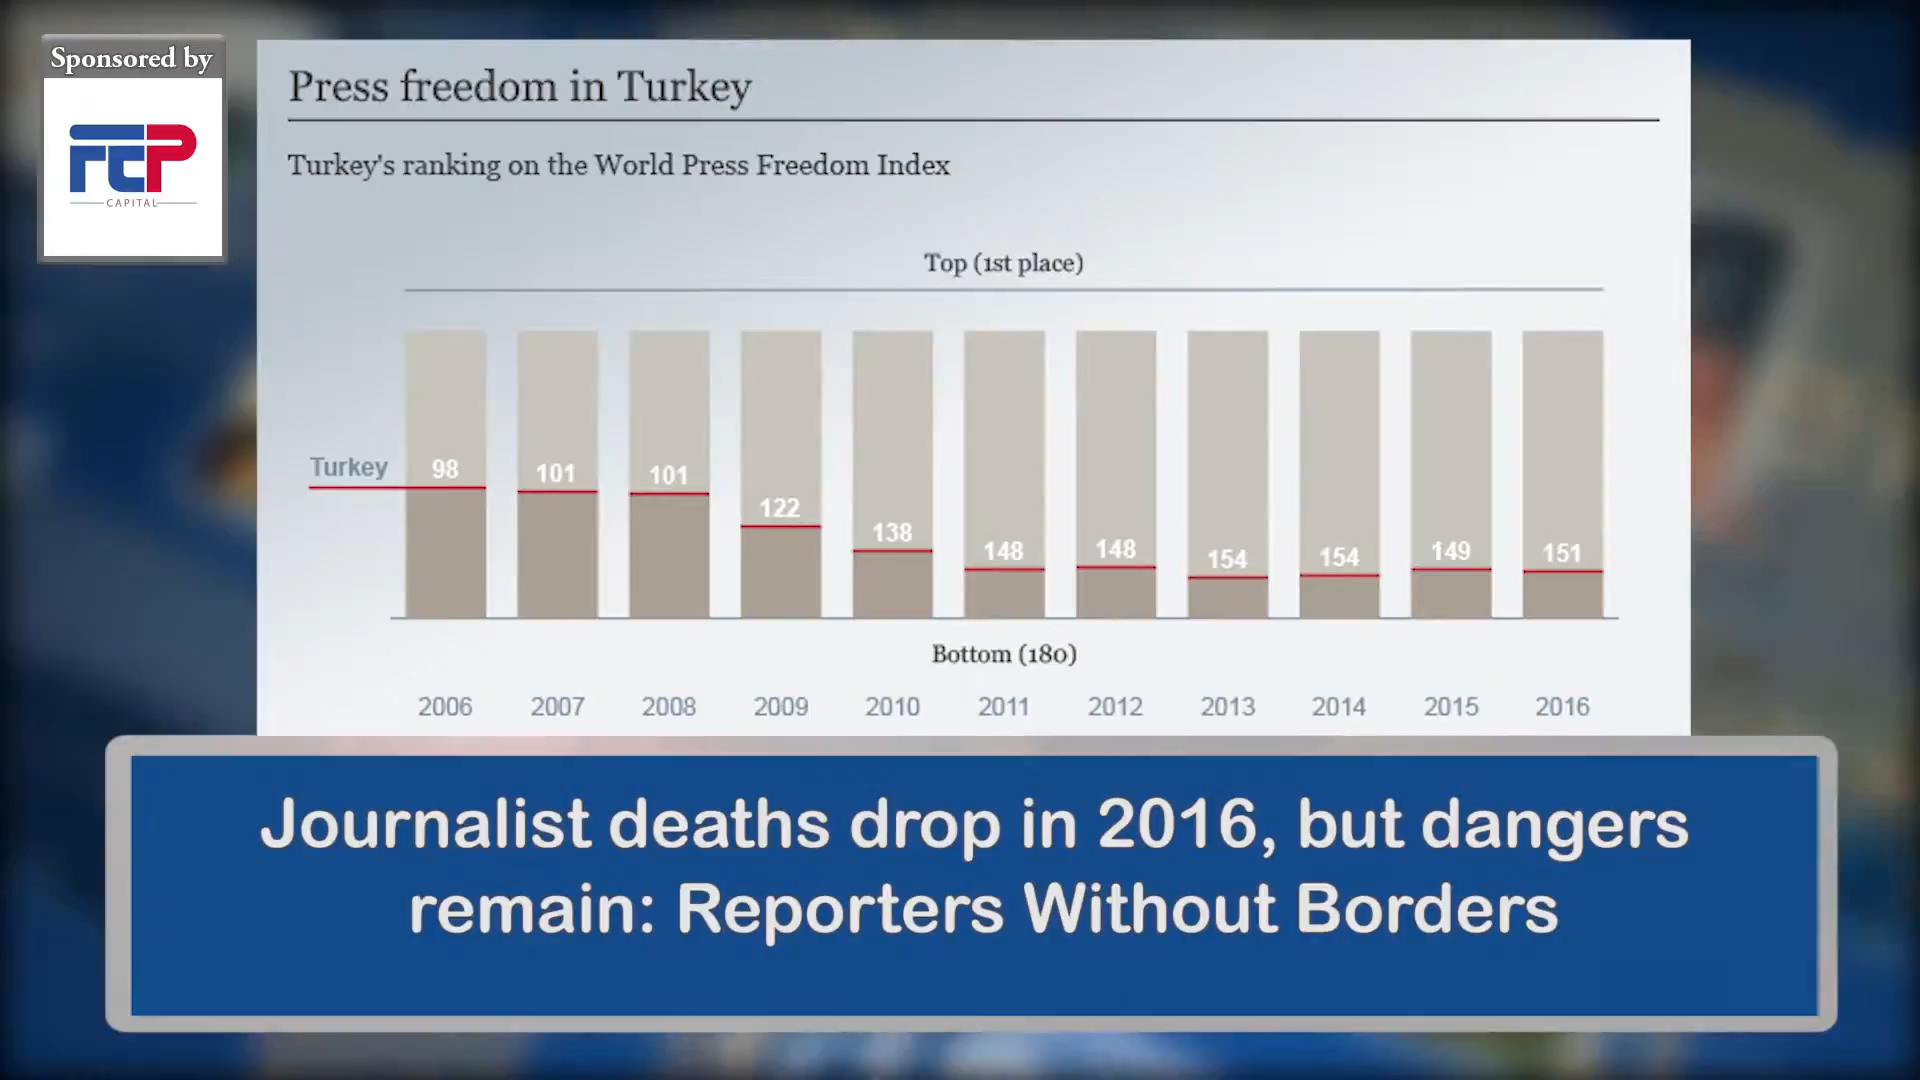 Sponsored by
FCP
CAPITAL
Press freedom in Turkey
Turkey's ranking on the World Press Freedom Index
Top (1st place)
Turkey 98 101 101 122 138 148 148 154 154 149 151
Bottom (180)
2006 2007 2008 2009 2010 2011 2012 2013 2014 2015 2016
Journalist deaths drop in 2016, but dangers
remain: Reporters Without Borders